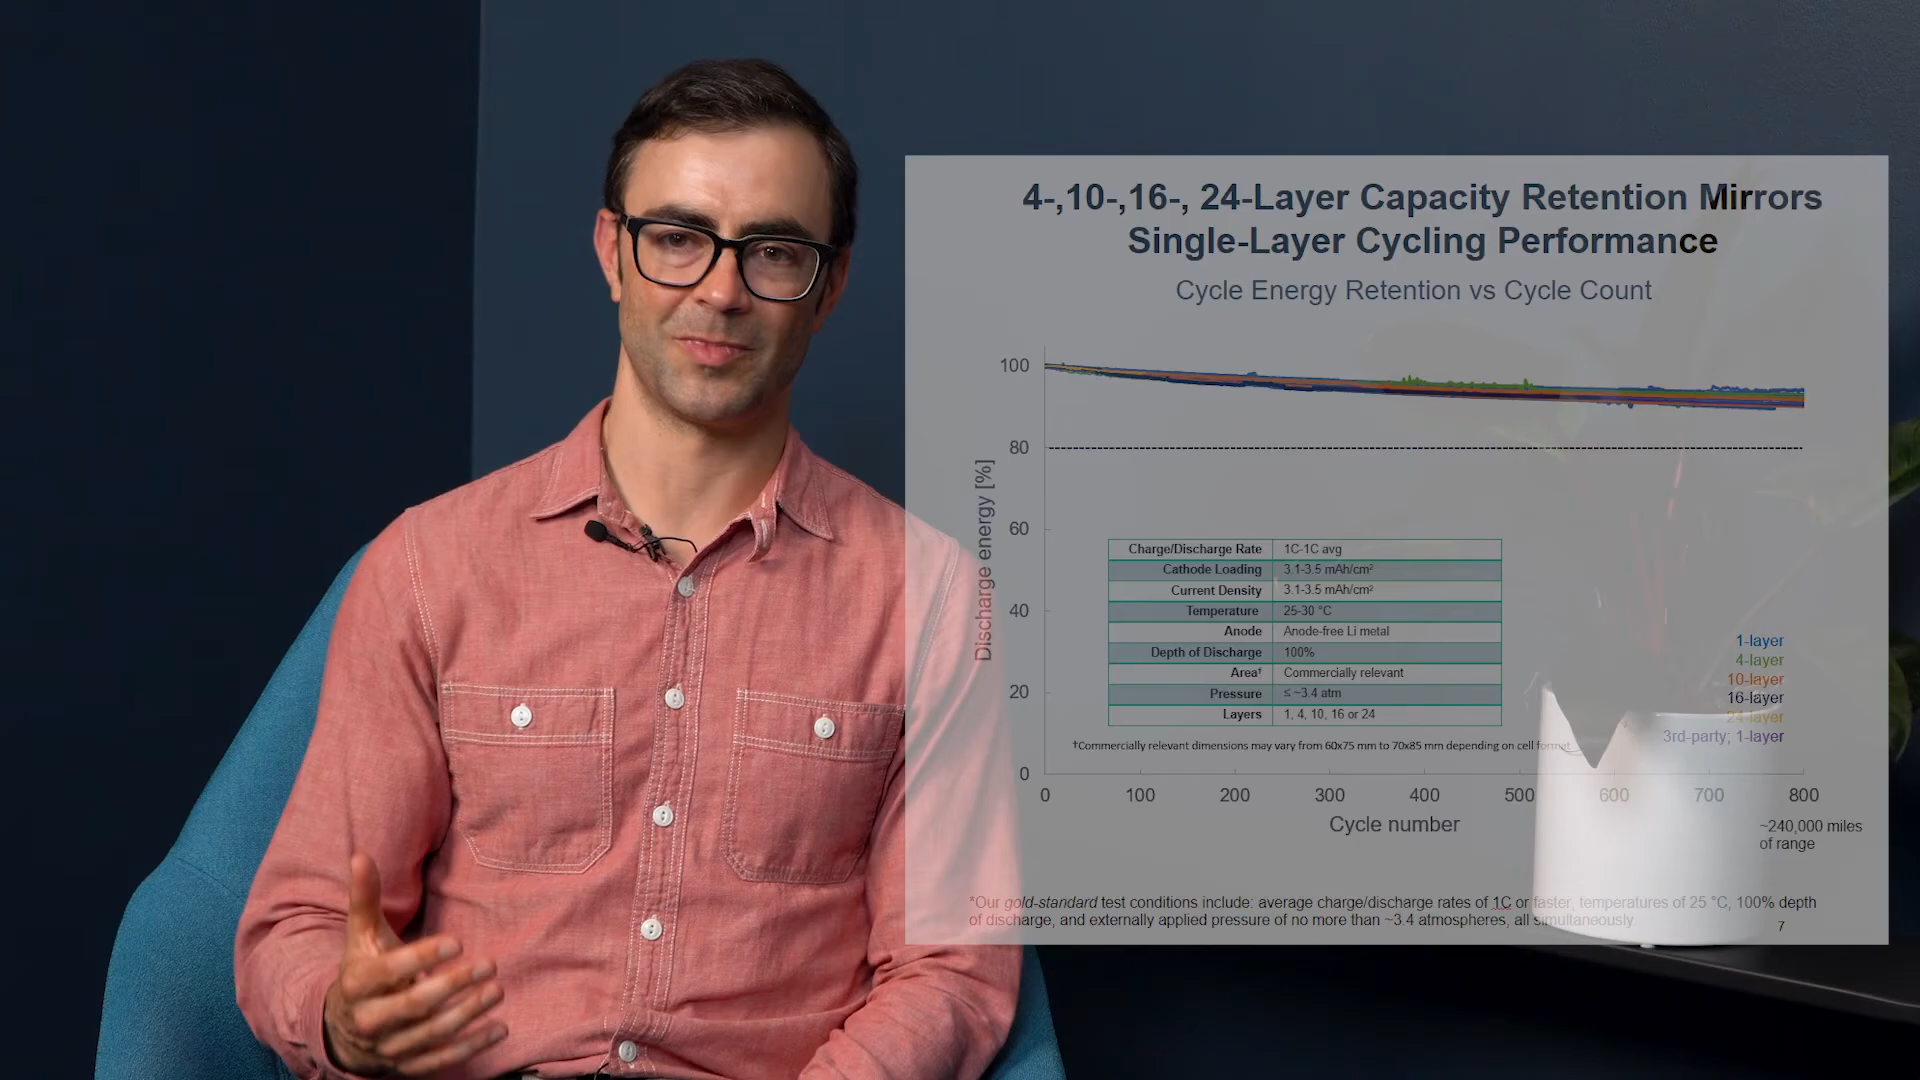 4-,10-,16-, 24-Layer Capacity Retention Mirrors
Single-Layer Cycling Performance
Cycle Energy Retention vs Cycle Count
100
80
60
40
20
0
Discharge energy [%]
Charge/Discharge Rate 1C-1C avg
Cathode Loading 3.1-3.5 mAh/cm²
Current Density 3.1-3.5 mAh/cm²
Temperature 25-30 °C
Anode Anode-free Li metal
Depth of Discharge 100%
Area† Commercially relevant
Pressure ≤ ~3.4 atm
Layers 1, 4, 10, 16 or 24
†Commercially relevant dimensions may vary from 60x75 mm to 70x85 mm depending on cell format
1-layer
4-layer
10-layer
16-layer
24-layer
3rd-party; 1-layer
0 100 200 300 400 500 600 700 800
Cycle number
~240,000 miles
of range
*Our gold-standard test conditions include: average charge/discharge rates of 1C or faster, temperatures of 25 °C, 100% depth
of discharge, and externally applied pressure of no more than ~3.4 atmospheres, all simultaneously.
7